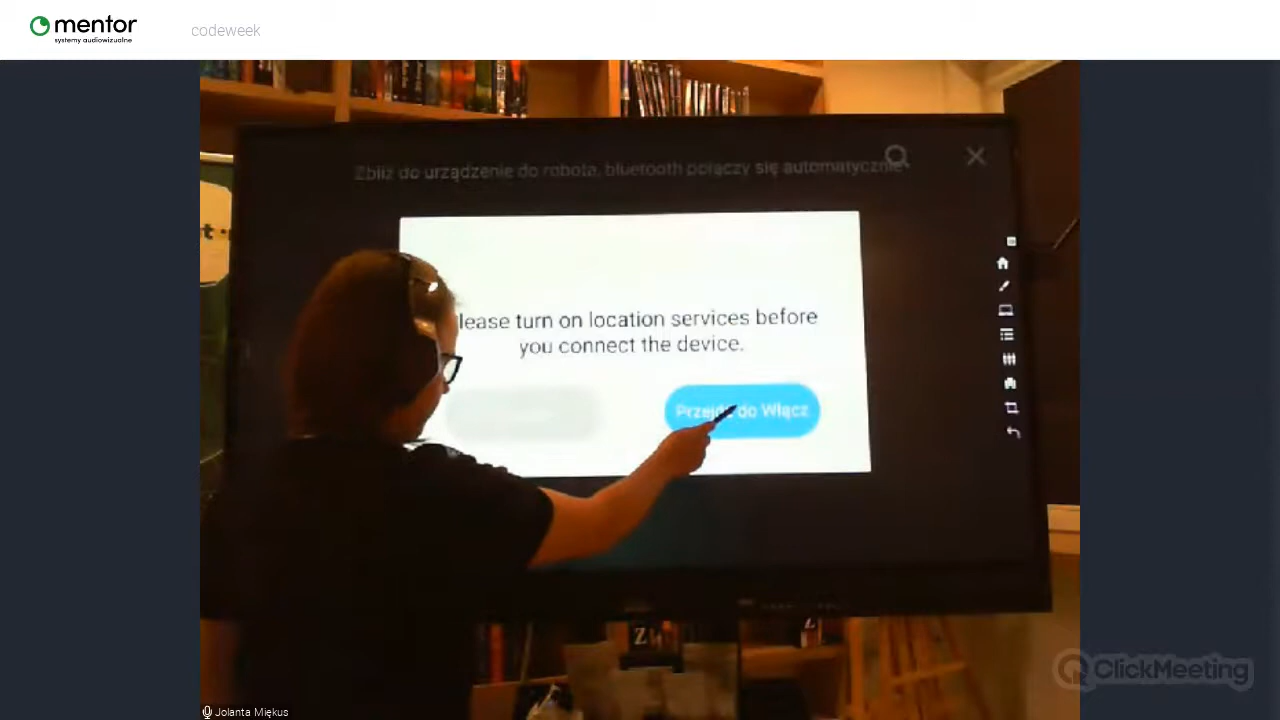 mentor
systemy audiowizualne
codeweek
Zbliż do urządzenie do robota, bluetooth połączy się automatycznie
lease turn on location services before
you connect the device.
Przejdź do Włącz
ClickMeeting
Jolanta Miękus